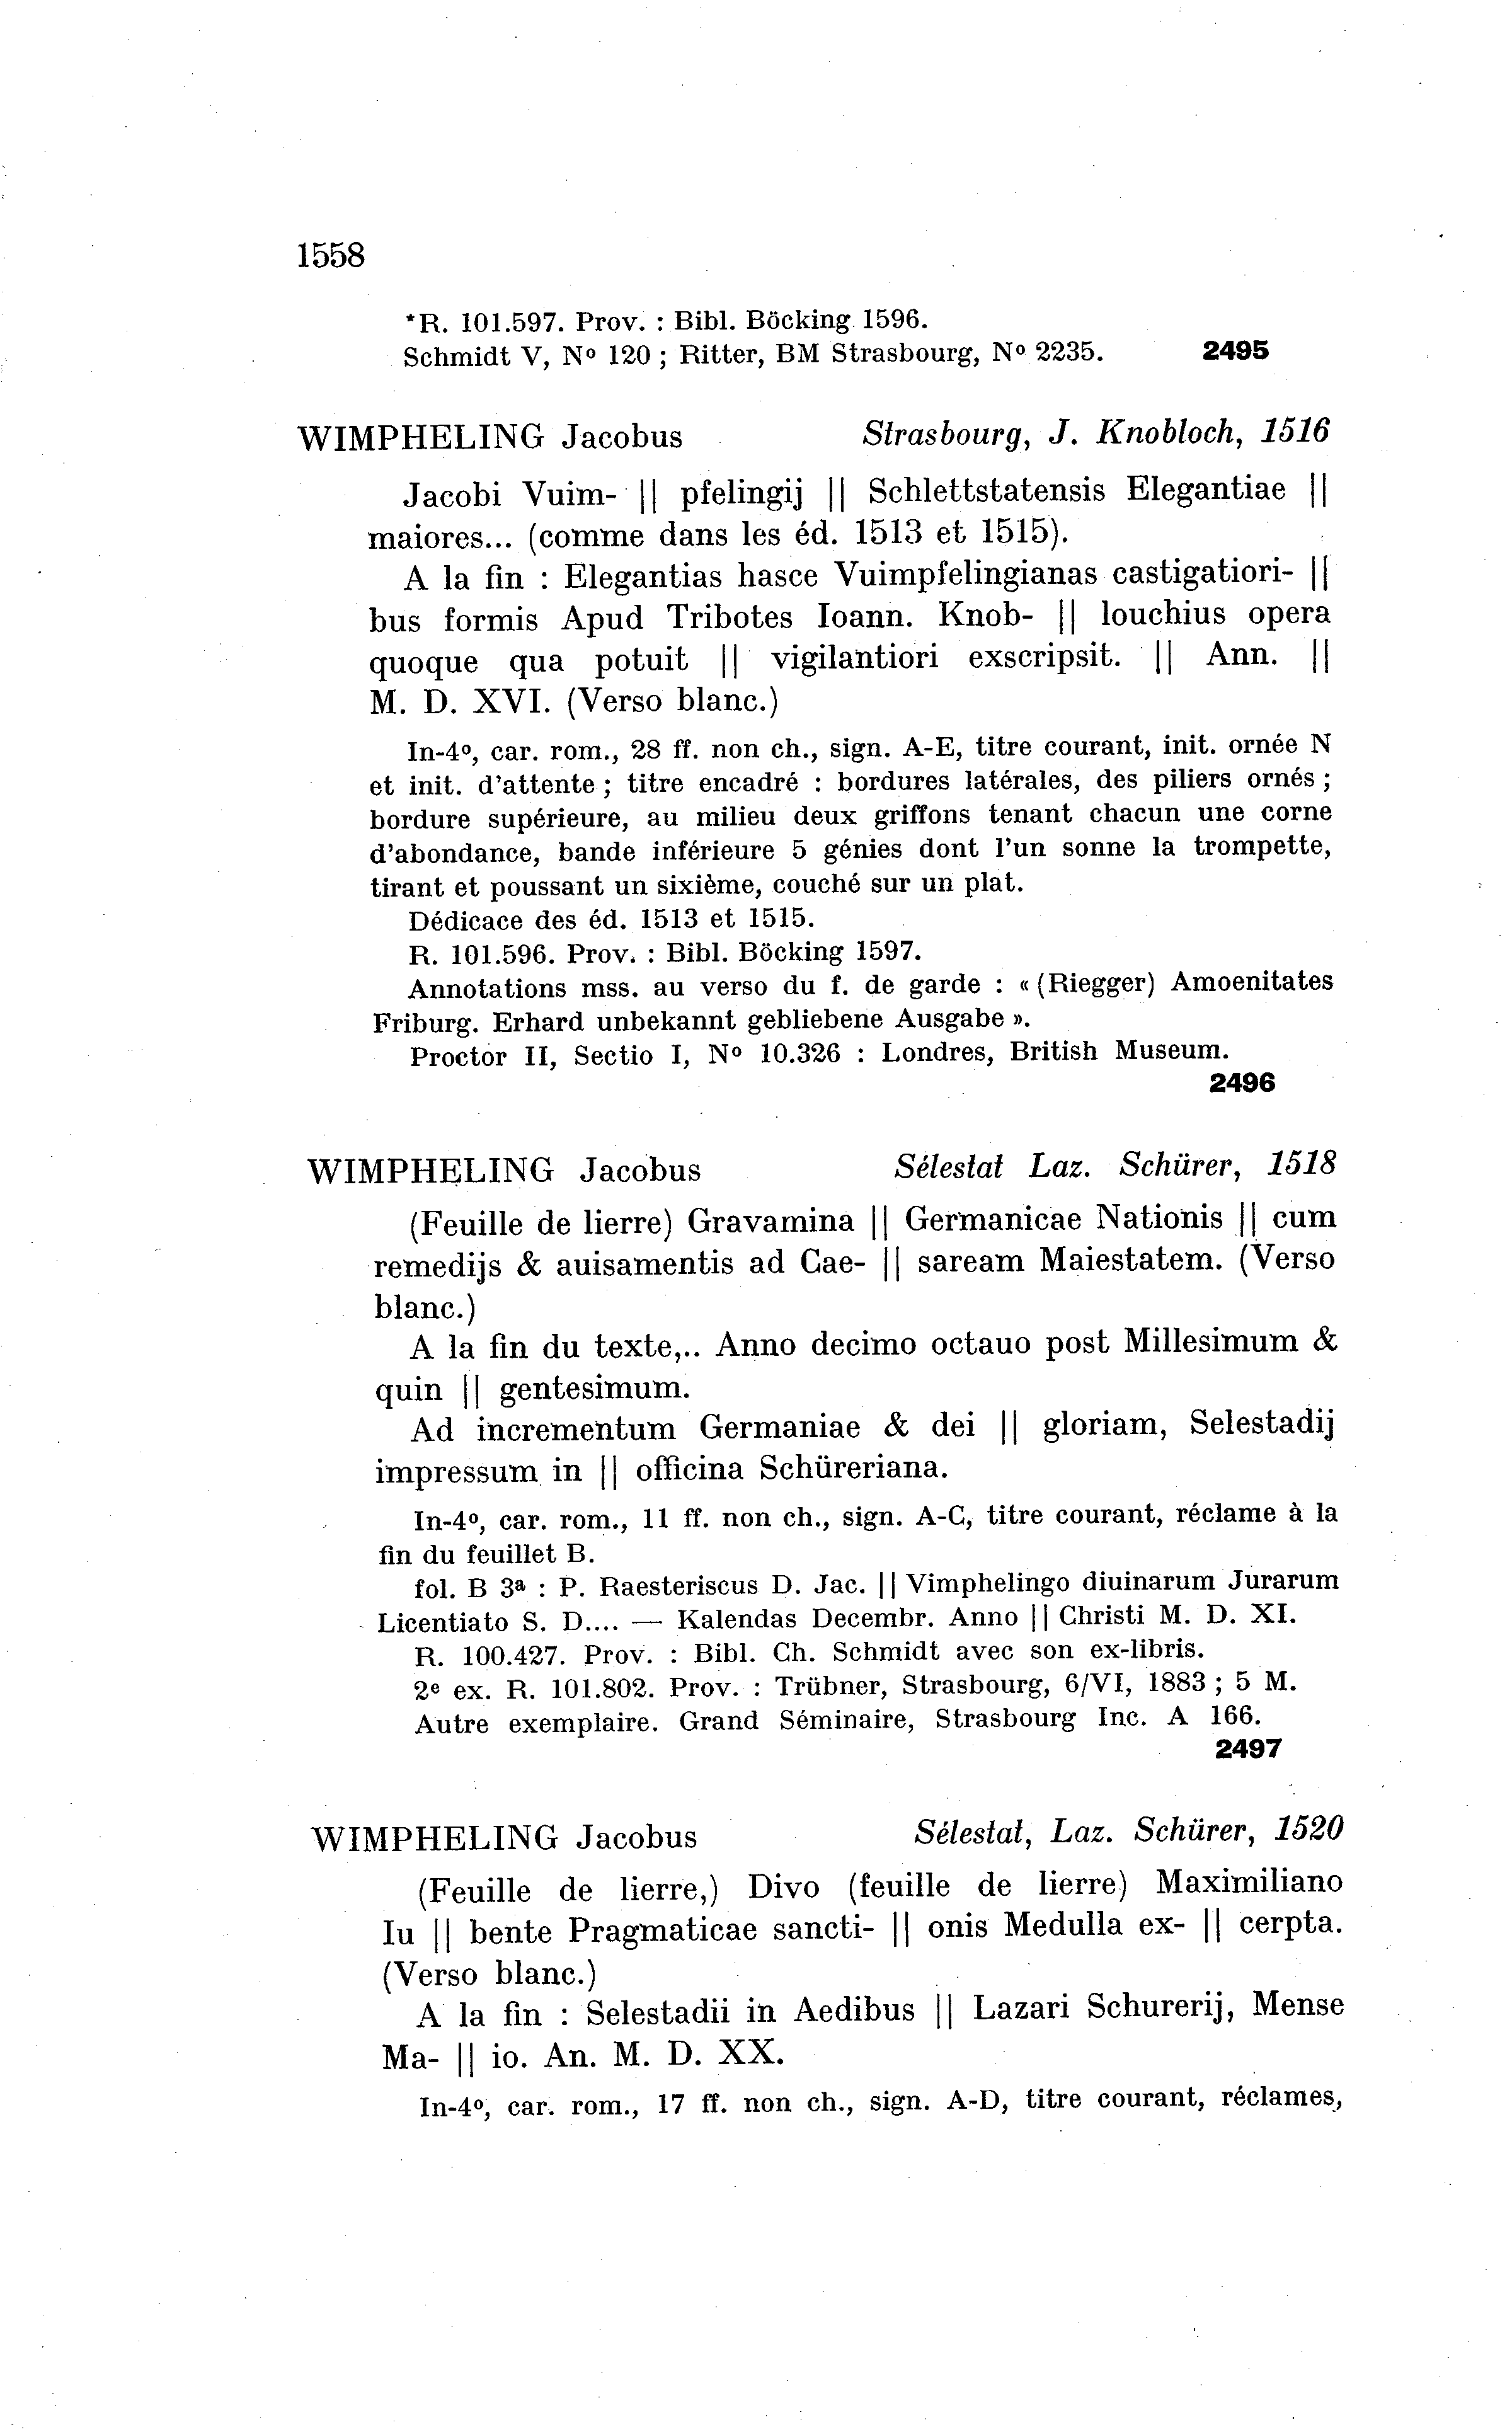 1558
*R. 101.597. Prov. : Bibl. Böcking 1596.
Schmidt V, Nº 120 ; Ritter, BM Strasbourg, Nº 2235. 2495
WIMPHELING Jacobus Strasbourg, J. Knobloch, 1516
Jacobi Vuim- || pfelingij || Schlettstatensis Elegantiae ||
maiores... (comme dans les éd. 1513 et 1515).
A la fin : Elegantias hasce Vuimpfelingianas castigatiori- ||
bus formis Apud Tribotes Ioann. Knob- || louchius opera
quoque qua potuit || vigilantiori exscripsit. || Ann. ||
M. D. XVI. (Verso blanc.)
In-4º, car. rom., 28 ff. non ch., sign. A-E, titre courant, init. ornée N
et init. d'attente ; titre encadré : bordures latérales, des piliers ornés ;
bordure supérieure, au milieu deux griffons tenant chacun une corne
d'abondance, bande inférieure 5 génies dont l'un sonne la trompette,
tirant et poussant un sixième, couché sur un plat.
Dédicace des éd. 1513 et 1515.
R. 101.596. Prov. : Bibl. Böcking 1597.
Annotations mss. au verso du f. de garde : « (Riegger) Amoenitates
Friburg. Erhard unbekannt gebliebene Ausgabe ».
Proctor II, Sectio I, Nº 10.326 : Londres, British Museum.
2496
WIMPHELING Jacobus Sélestat Laz. Schürer, 1518
(Feuille de lierre) Gravamina || Germanicae Nationis || cum
remedijs & auisamentis ad Cae- || saream Maiestatem. (Verso
blanc.)
A la fin du texte,.. Anno decimo octauo post Millesimum &
quin || gentesimum.
Ad incrementum Germaniae & dei || gloriam, Selestadij
impressum in || officina Schüreriana.
In-4º, car. rom., 11 ff. non ch., sign. A-C, titre courant, réclame à la
fin du feuillet B.
fol. B 3ª : P. Raesteriscus D. Jac. || Vimphelingo diuinarum Jurarum
Licentiato S. D.... — Kalendas Decembr. Anno || Christi M. D. XI.
R. 100.427. Prov. : Bibl. Ch. Schmidt avec son ex-libris.
2e ex. R. 101.802. Prov. : Trübner, Strasbourg, 6/VI, 1883 ; 5 M.
Autre exemplaire. Grand Séminaire, Strasbourg Inc. A 166.
2497
WIMPHELING Jacobus Sélestat, Laz. Schürer, 1520
(Feuille de lierre,) Divo (feuille de lierre) Maximiliano
Iu || bente Pragmaticae sancti- || onis Medulla ex- || cerpta.
(Verso blanc.)
A la fin : Selestadii in Aedibus || Lazari Schurerij, Mense
Ma- || io. An. M. D. XX.
In-4º, car. rom., 17 ff. non ch., sign. A-D, titre courant, réclames,